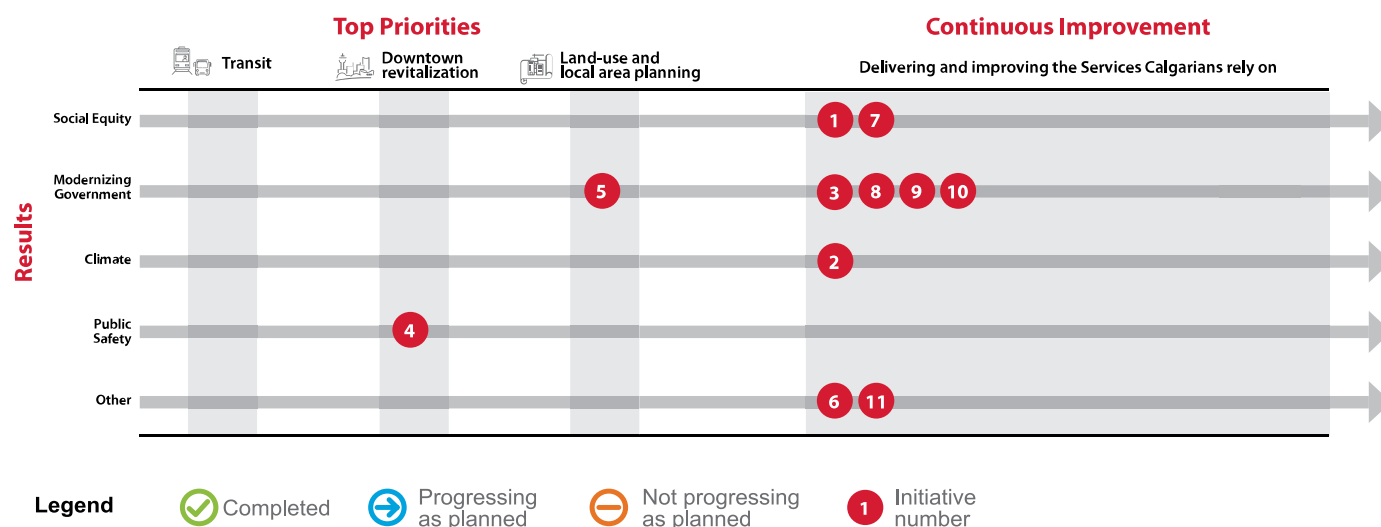 Top Priorities
Continuous Improvement
Transit
Downtown
revitalization
Land-use and
local area planning
Delivering and improving the Services Calgarians rely on
Results
Social Equity
1 7
Modernizing
Government
5 3 8 9 10
Climate
2
Public
Safety
4
Other
6 11
Legend
Completed
Progressing
as planned
Not progressing
as planned
1
Initiative
number